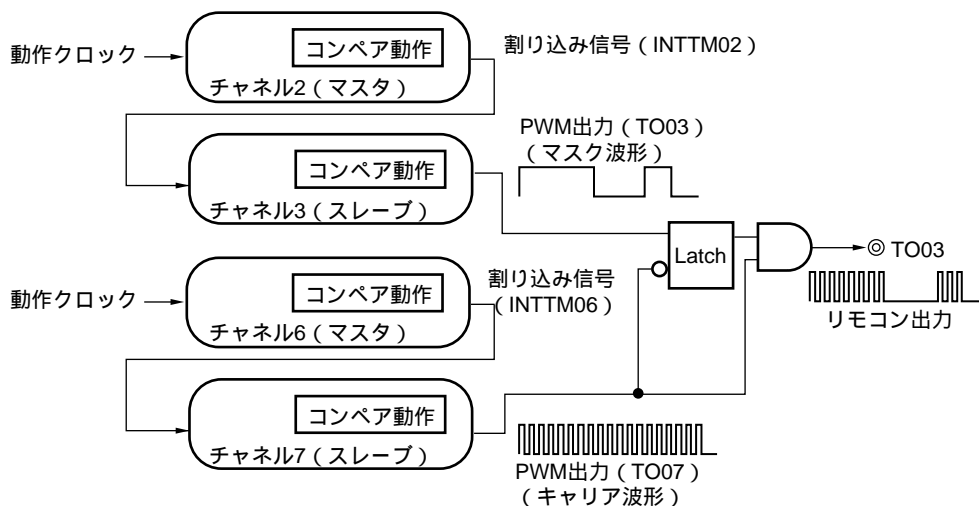 コンペア動作
動作クロック
チャネル2（マスタ）
割り込み信号（INTTM02）
コンペア動作
チャネル3（スレーブ）
PWM出力（TO03）
（マスク波形）
Latch
◎ TO03
リモコン出力
コンペア動作
動作クロック
チャネル6（マスタ）
割り込み信号
（INTTM06）
コンペア動作
チャネル7（スレーブ）
PWM出力（TO07）
（キャリア波形）